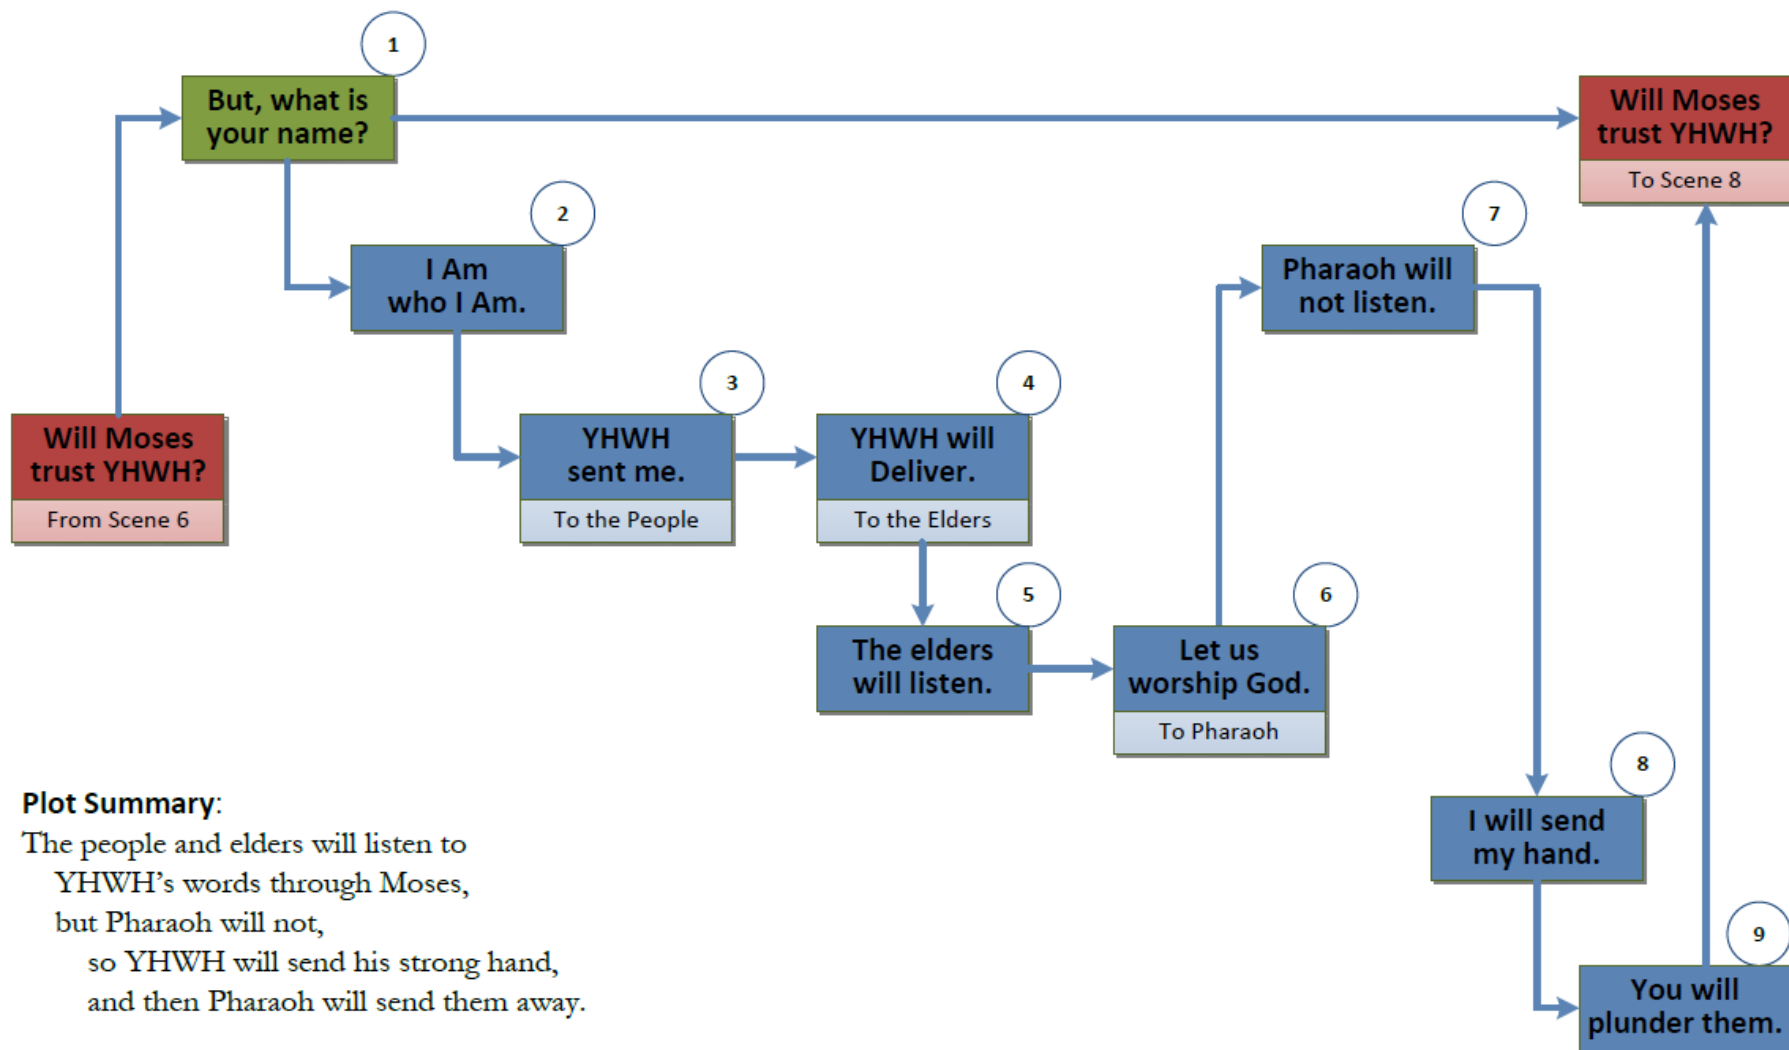 1
But, what is
your name?
Will Moses
trust YHWH?
To Scene 8
2
I Am
who I Am.
7
Pharaoh will
not listen.
Will Moses
trust YHWH?
From Scene 6
3
YHWH
sent me.
To the People
4
YHWH will
Deliver.
To the Elders
5
The elders
will listen.
6
Let us
worship God.
To Pharaoh
8
I will send
my hand.
9
You will
plunder them.
Plot Summary:
The people and elders will listen to
YHWH’s words through Moses,
but Pharaoh will not,
so YHWH will send his strong hand,
and then Pharaoh will send them away.